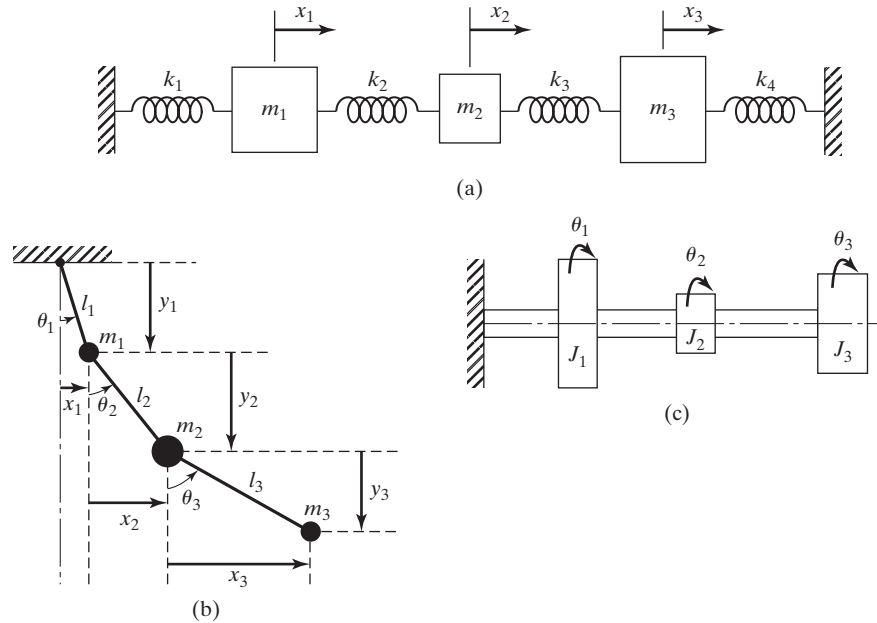 x₁ x₂ x₃
k₁ k₂ k₃ k₄
m₁ m₂ m₃
(a)
l₁ y₁
θ₁
m₁
x₁ θ₂ l₂ y₂
m₂
x₂ θ₃ l₃ m₃ y₃
x₃
(b)
θ₁ θ₂ θ₃
J₁ J₂ J₃
(c)